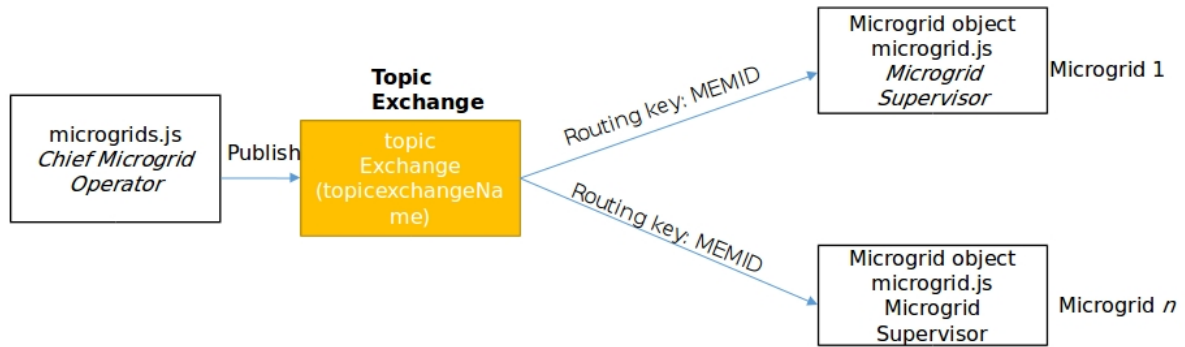 microgrids.js
Chief Microgrid
Operator
Publish
Topic
Exchange
topic
Exchange
(topicexchangeNa
me)
Routing key: MEMID
Routing key: MEMID
Microgrid object
microgrid.js
Microgrid
Supervisor
Microgrid 1
Microgrid object
microgrid.js
Microgrid
Supervisor
Microgrid n